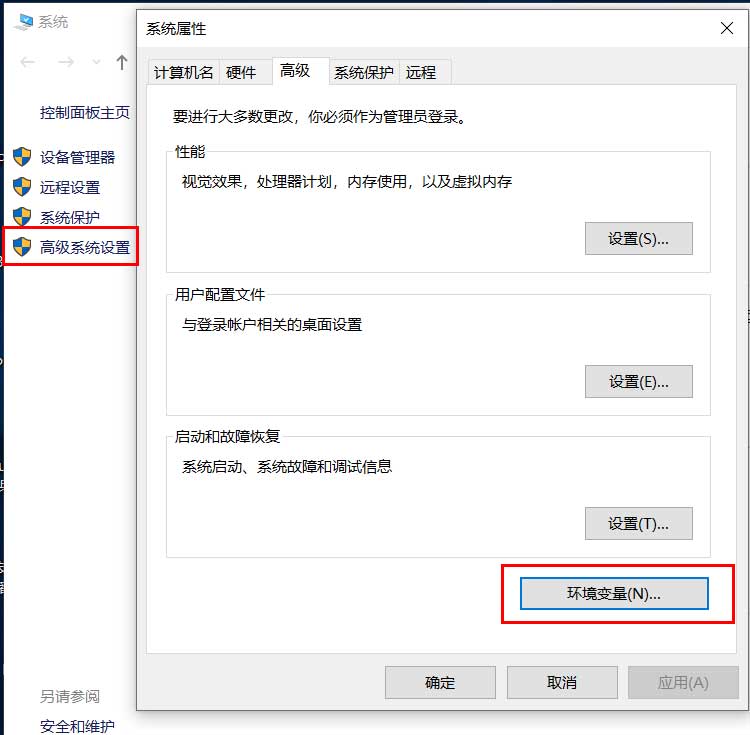 系统
控制面板主页
设备管理器
远程设置
系统保护
高级系统设置
另请参阅
安全和维护
系统属性
计算机名 硬件 高级 系统保护 远程
要进行大多数更改，你必须作为管理员登录。
性能
视觉效果，处理器计划，内存使用，以及虚拟内存
设置(S)...
用户配置文件
与登录帐户相关的桌面设置
设置(E)...
启动和故障恢复
系统启动、系统故障和调试信息
设置(T)...
环境变量(N)...
确定 取消 应用(A)